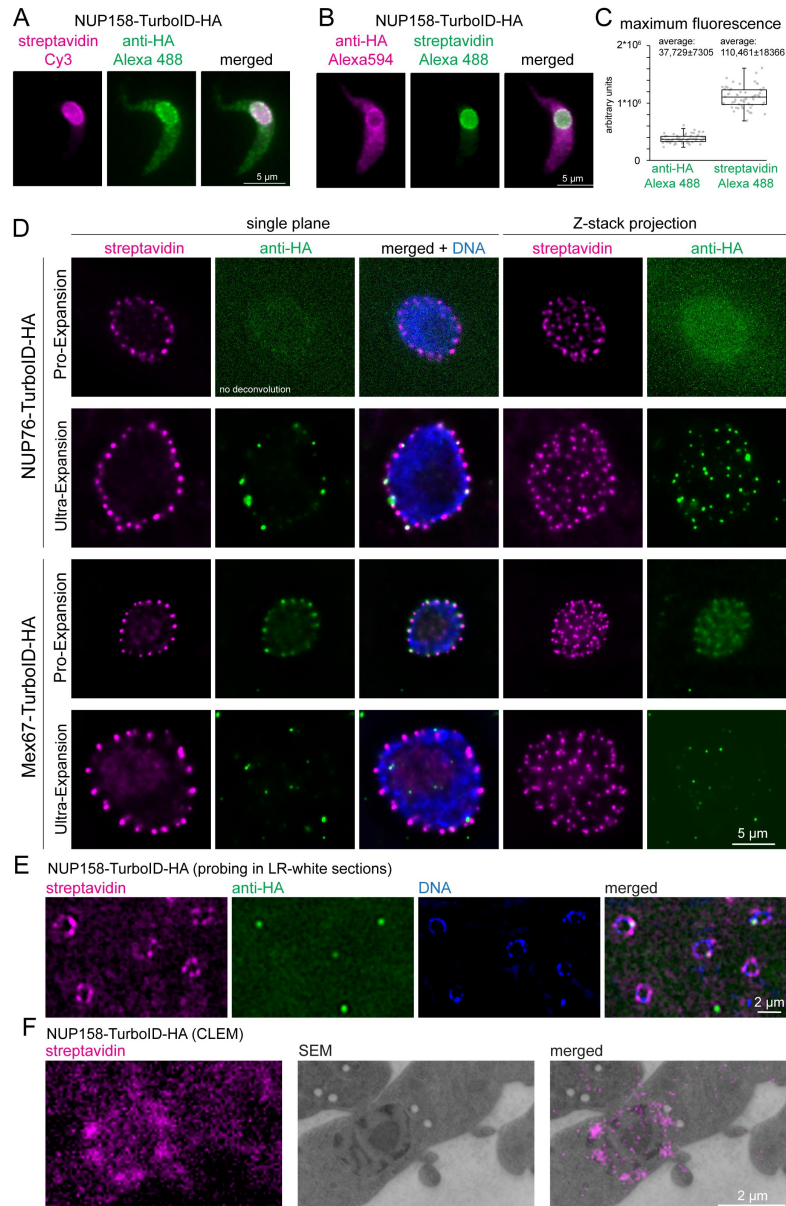 A
NUP158-TurboID-HA
streptavidin anti-HA
Cy3 Alexa 488 merged
5 µm
B
NUP158-TurboID-HA
anti-HA streptavidin
Alexa594 Alexa 488 merged
5 µm
C
maximum fluorescence
average: average:
37,729±7305 110,461±18366
2*10⁶
1*10⁶
0
arbitrary units
anti-HA streptavidin
Alexa 488 Alexa 488
D
single plane Z-stack projection
streptavidin anti-HA merged + DNA streptavidin anti-HA
NUP76-TurboID-HA
Pro-Expansion
no deconvolution
Ultra-Expansion
Mex67-TurboID-HA
Pro-Expansion
Ultra-Expansion
5 µm
E
NUP158-TurboID-HA (probing in LR-white sections)
streptavidin anti-HA DNA merged
2 µm
F
NUP158-TurboID-HA (CLEM)
streptavidin SEM merged
2 µm